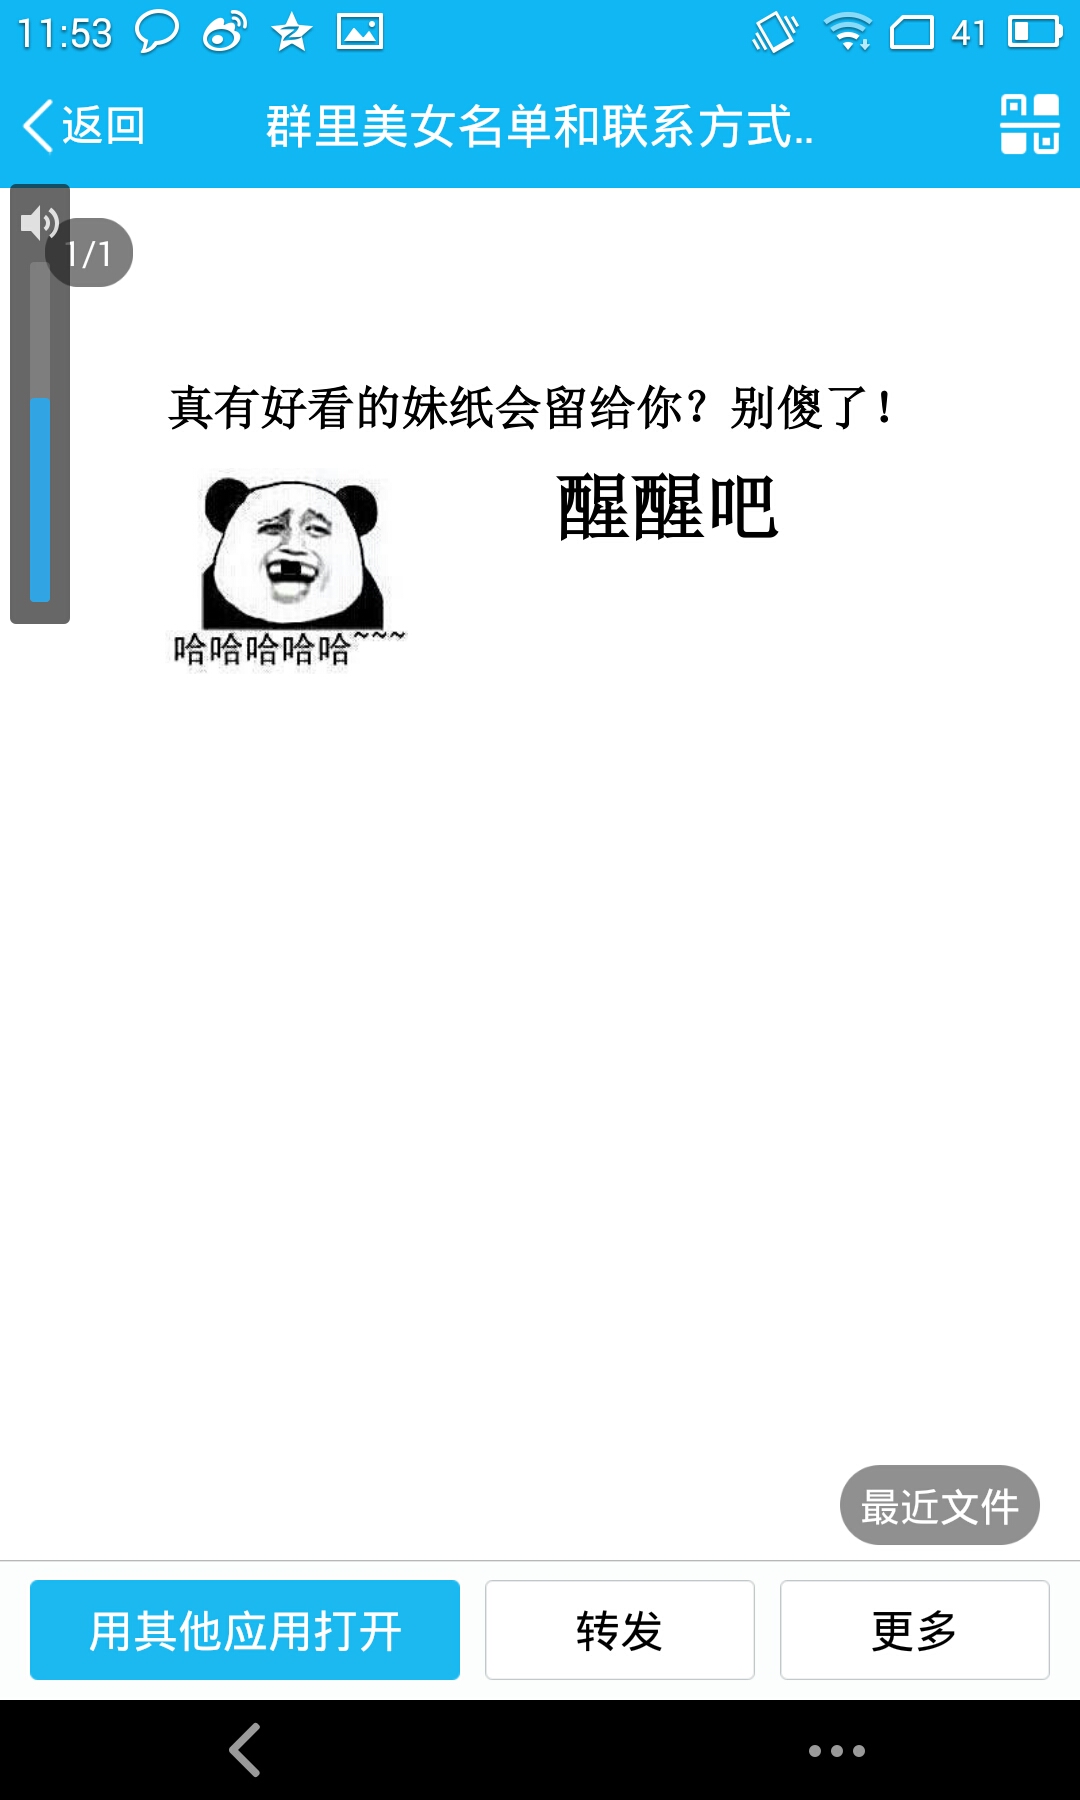 11:53
41
返回
群里美女名单和联系方式..
1/1
真有好看的妹纸会留给你？别傻了！
醒醒吧
哈哈哈哈哈~~~
最近文件
用其他应用打开
转发
更多